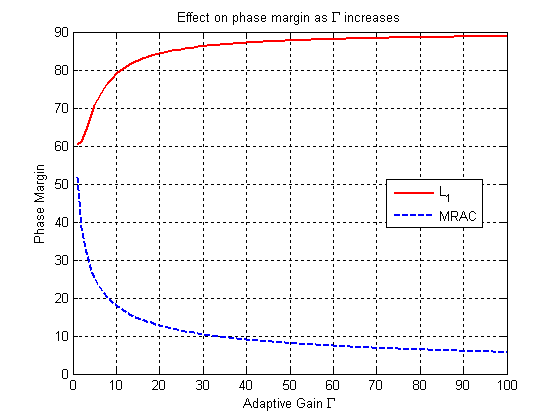 Effect on phase margin as Γ increases
90
80
70
60
50
40
30
20
10
0
Phase Margin
L1
MRAC
0 10 20 30 40 50 60 70 80 90 100
Adaptive Gain Γ